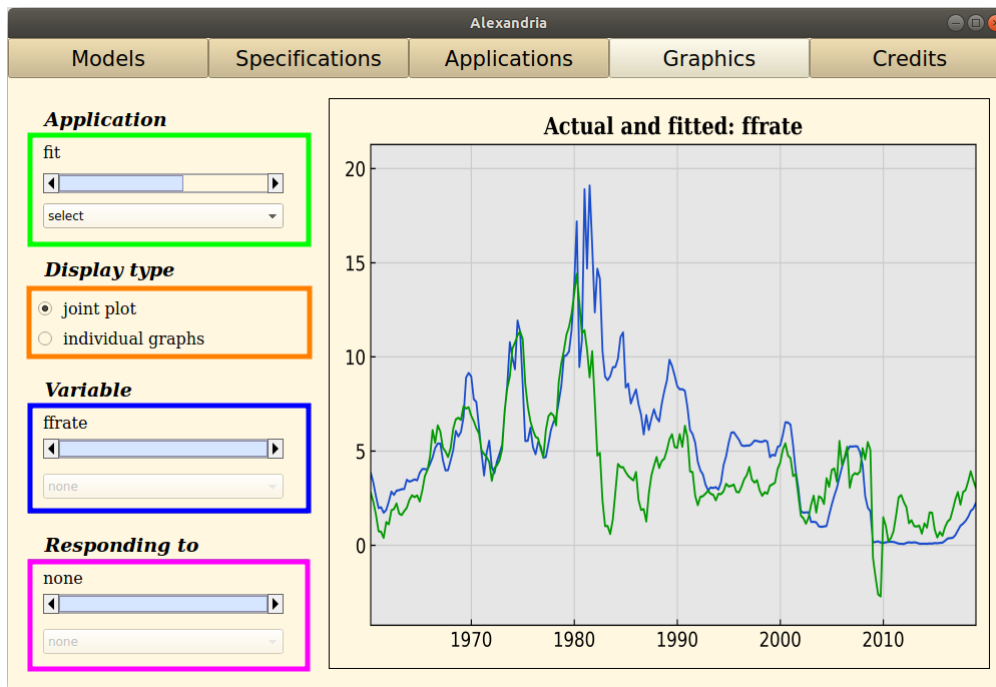 Alexandria
Models Specifications Applications Graphics Credits
Application
fit
select
Display type
joint plot
individual graphs
Variable
ffrate
none
Responding to
none
none
Actual and fitted: ffrate
20
15
10
5
0
1970 1980 1990 2000 2010